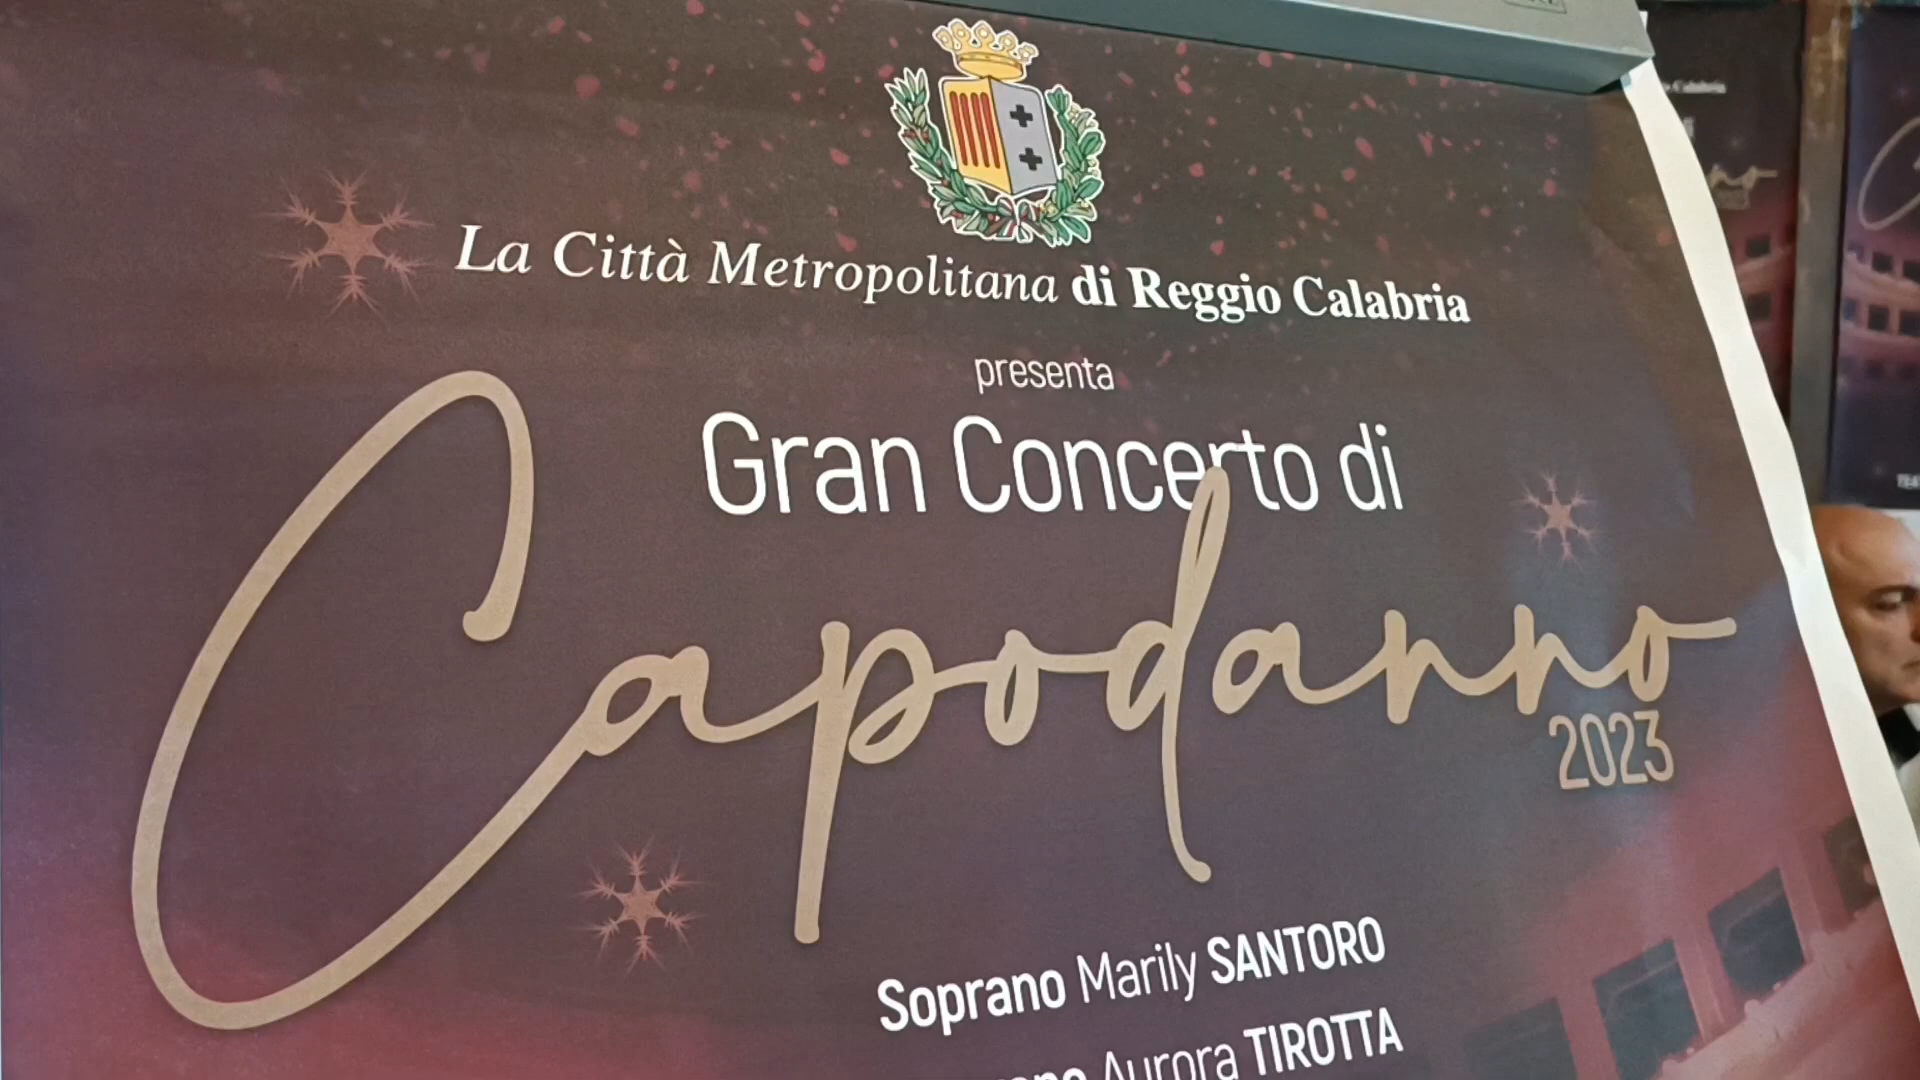 La Città Metropolitana di Reggio Calabria
presenta
Gran Concerto di
Capodanno
2023
Soprano Marily SANTORO
Aurora TIROTTA